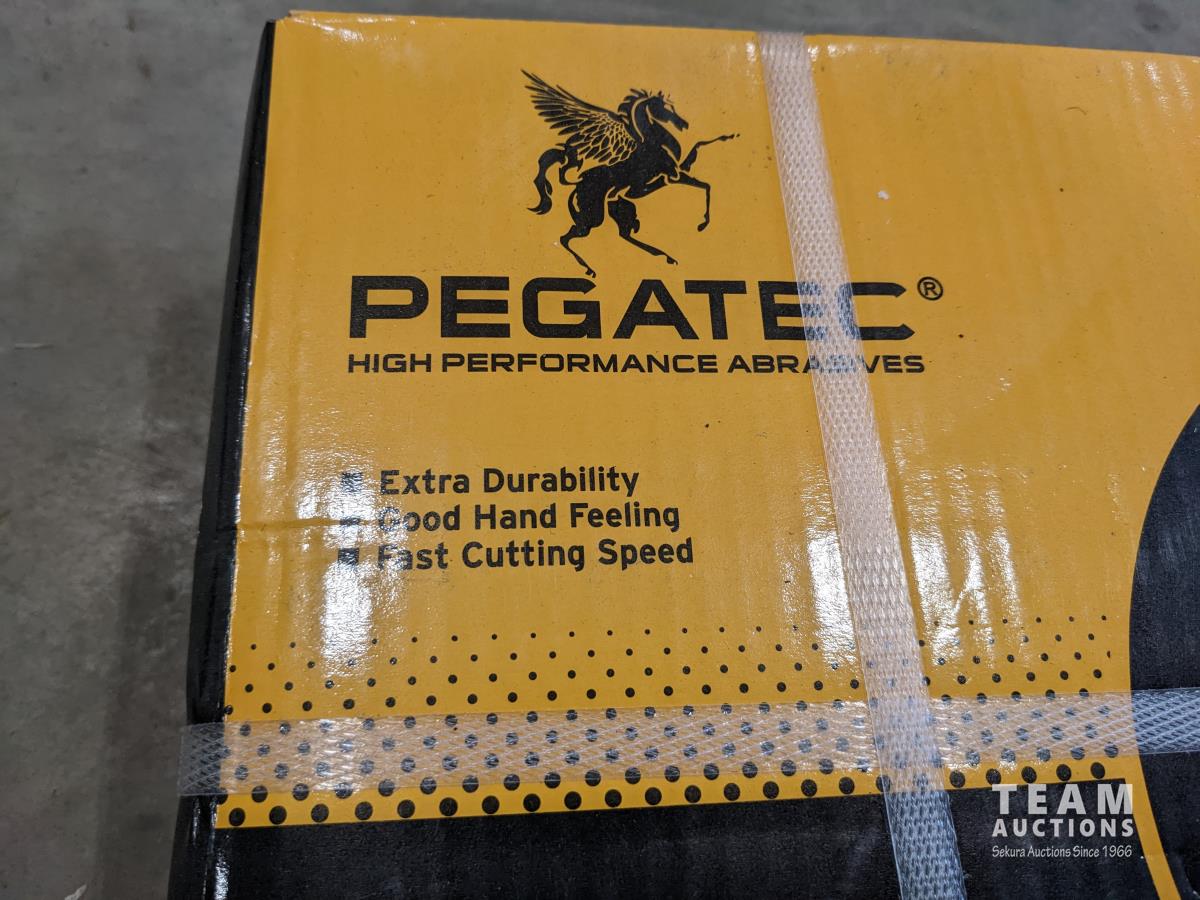 PEGATEC®
HIGH PERFORMANCE ABRASIVES
Extra Durability
Good Hand Feeling
Fast Cutting Speed
TEAM
AUCTIONS
Sekura Auctions Since 1966